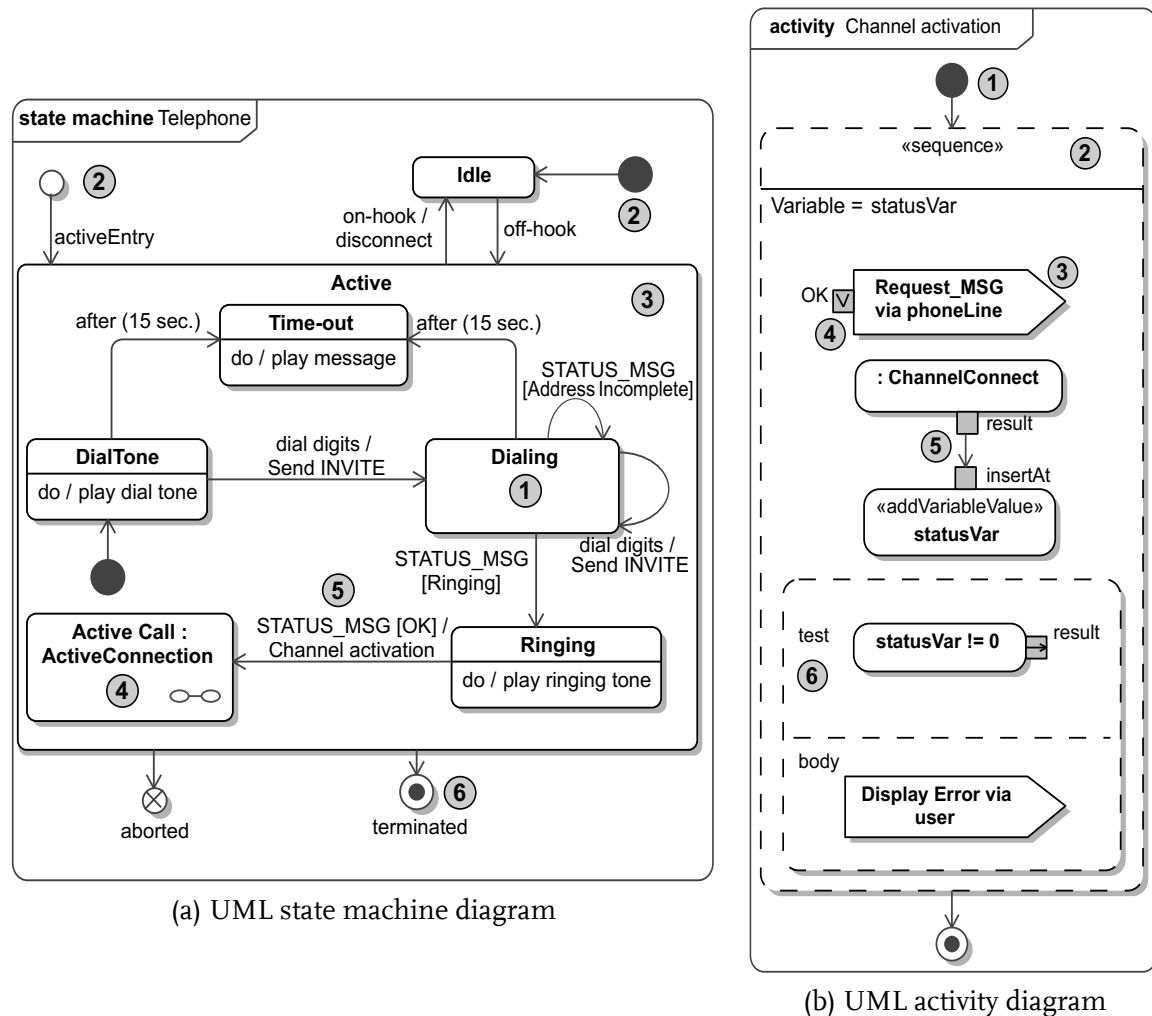 state machine Telephone
2
activeEntry
Idle
2
on-hook /
disconnect
off-hook
Active
3
after (15 sec.)
Time-out
do / play message
after (15 sec.)
STATUS_MSG
[Address Incomplete]
DialTone
do / play dial tone
dial digits /
Send INVITE
Dialing
1
dial digits /
Send INVITE
STATUS_MSG
[Ringing]
5
STATUS_MSG [OK] /
Channel activation
Active Call :
ActiveConnection
4
Ringing
do / play ringing tone
aborted
terminated
6
(a) UML state machine diagram
activity Channel activation
1
«sequence»
2
Variable = statusVar
OK
V
4
Request_MSG
via phoneLine
3
: ChannelConnect
result
5
insertAt
«addVariableValue»
statusVar
test
6
statusVar != 0
result
body
Display Error via
user
(b) UML activity diagram